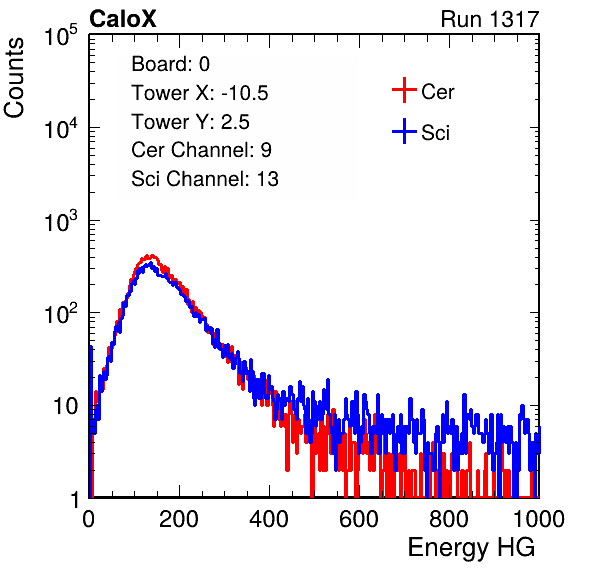 CaloX Run 1317
Counts
10^5
10^4
10^3
10^2
10
1
Board: 0
Tower X: -10.5
Tower Y: 2.5
Cer Channel: 9
Sci Channel: 13
Cer
Sci
0 200 400 600 800 1000
Energy HG